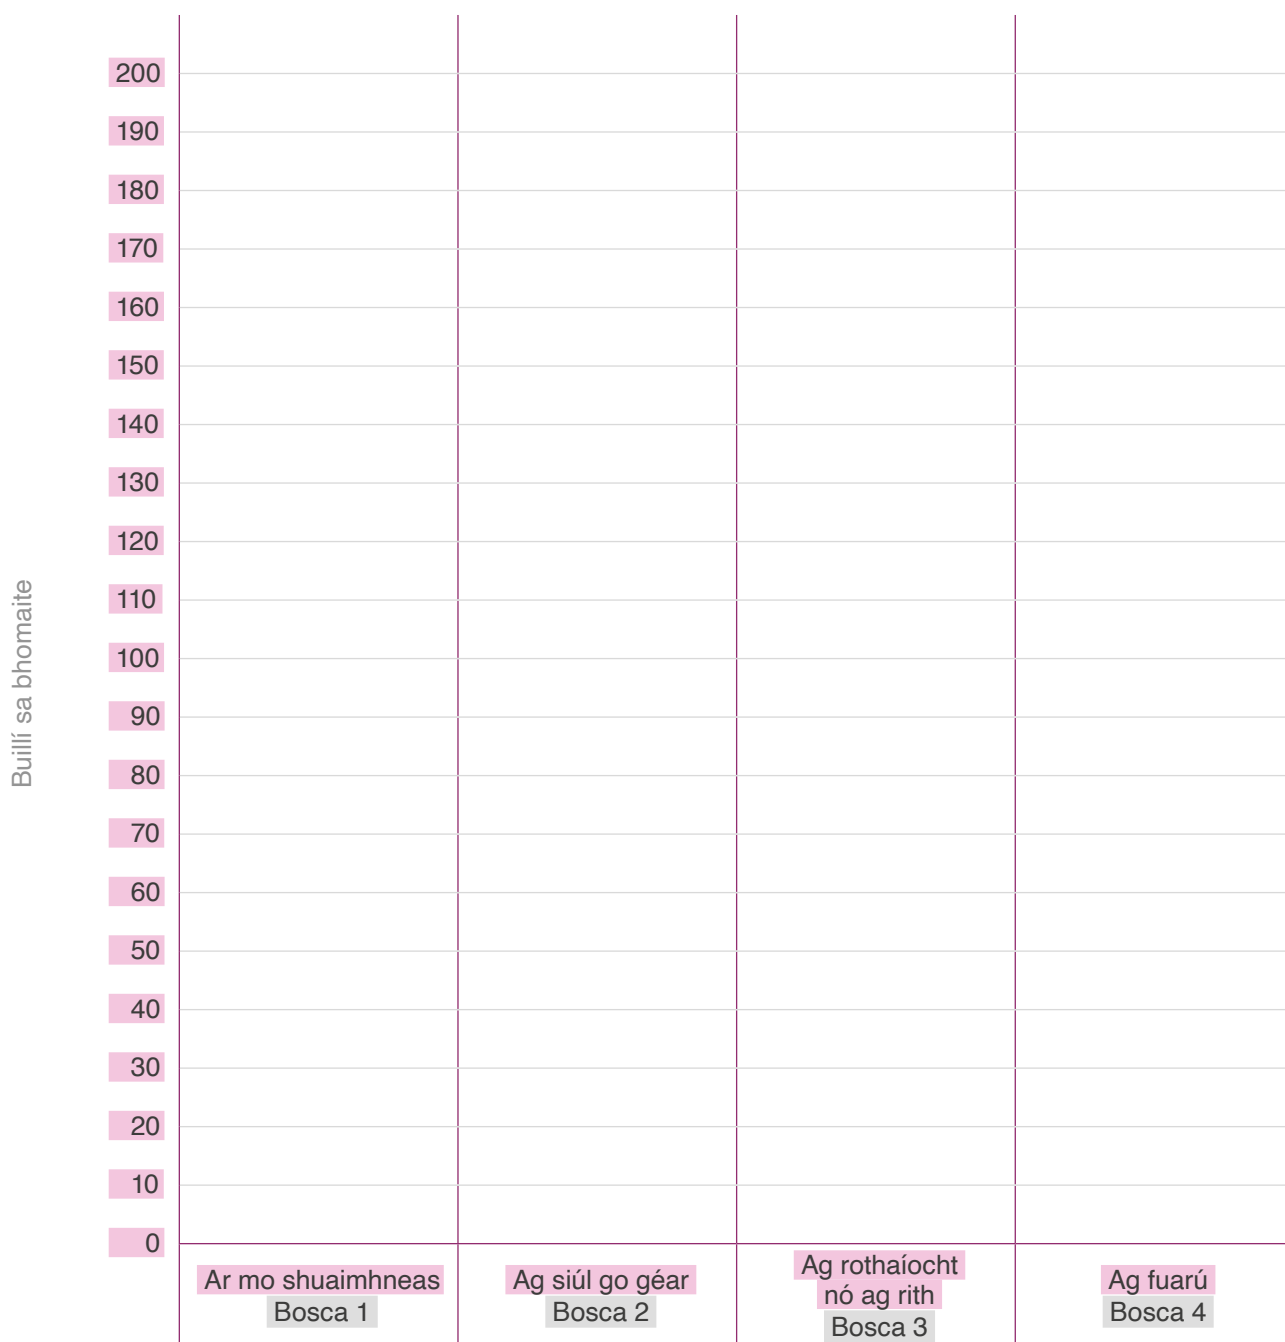 Buillí sa bhomaite
200
190
180
170
160
150
140
130
120
110
100
90
80
70
60
50
40
30
20
10
0
Ar mo shuaimhneas
Bosca 1
Ag siúl go géar
Bosca 2
Ag rothaíocht
nó ag rith
Bosca 3
Ag fuarú
Bosca 4